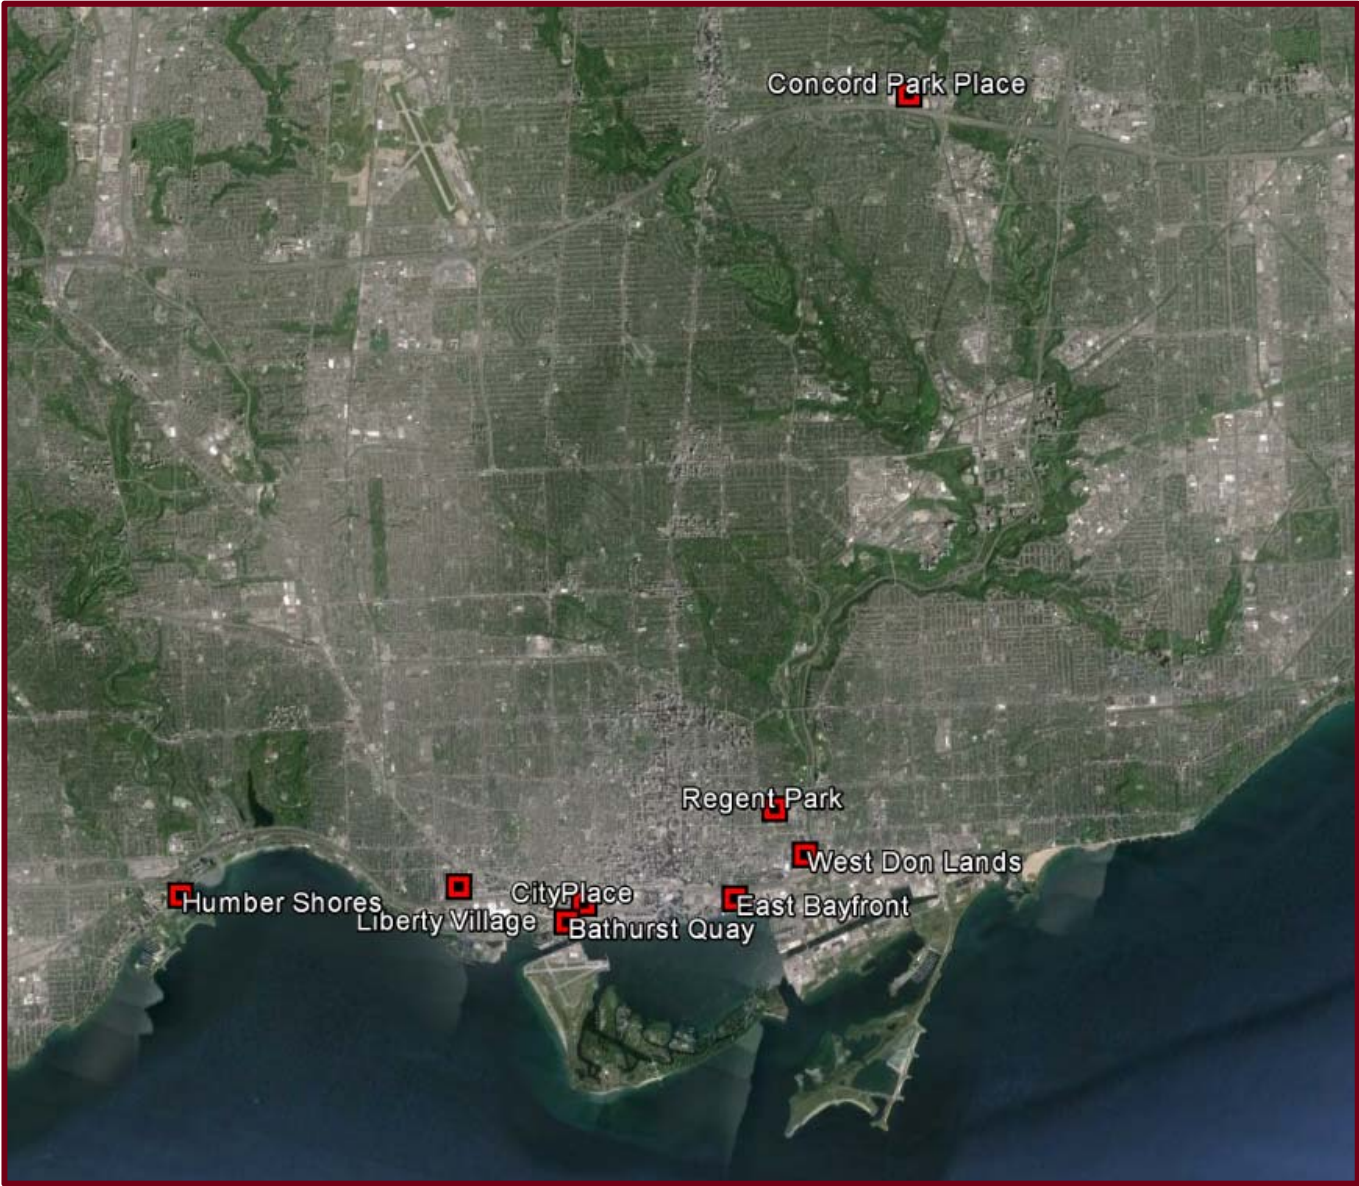 Concord Park Place
Regent Park
West Don Lands
CityPlace
Humber Shores
East Bayfront
Liberty Village
Bathurst Quay